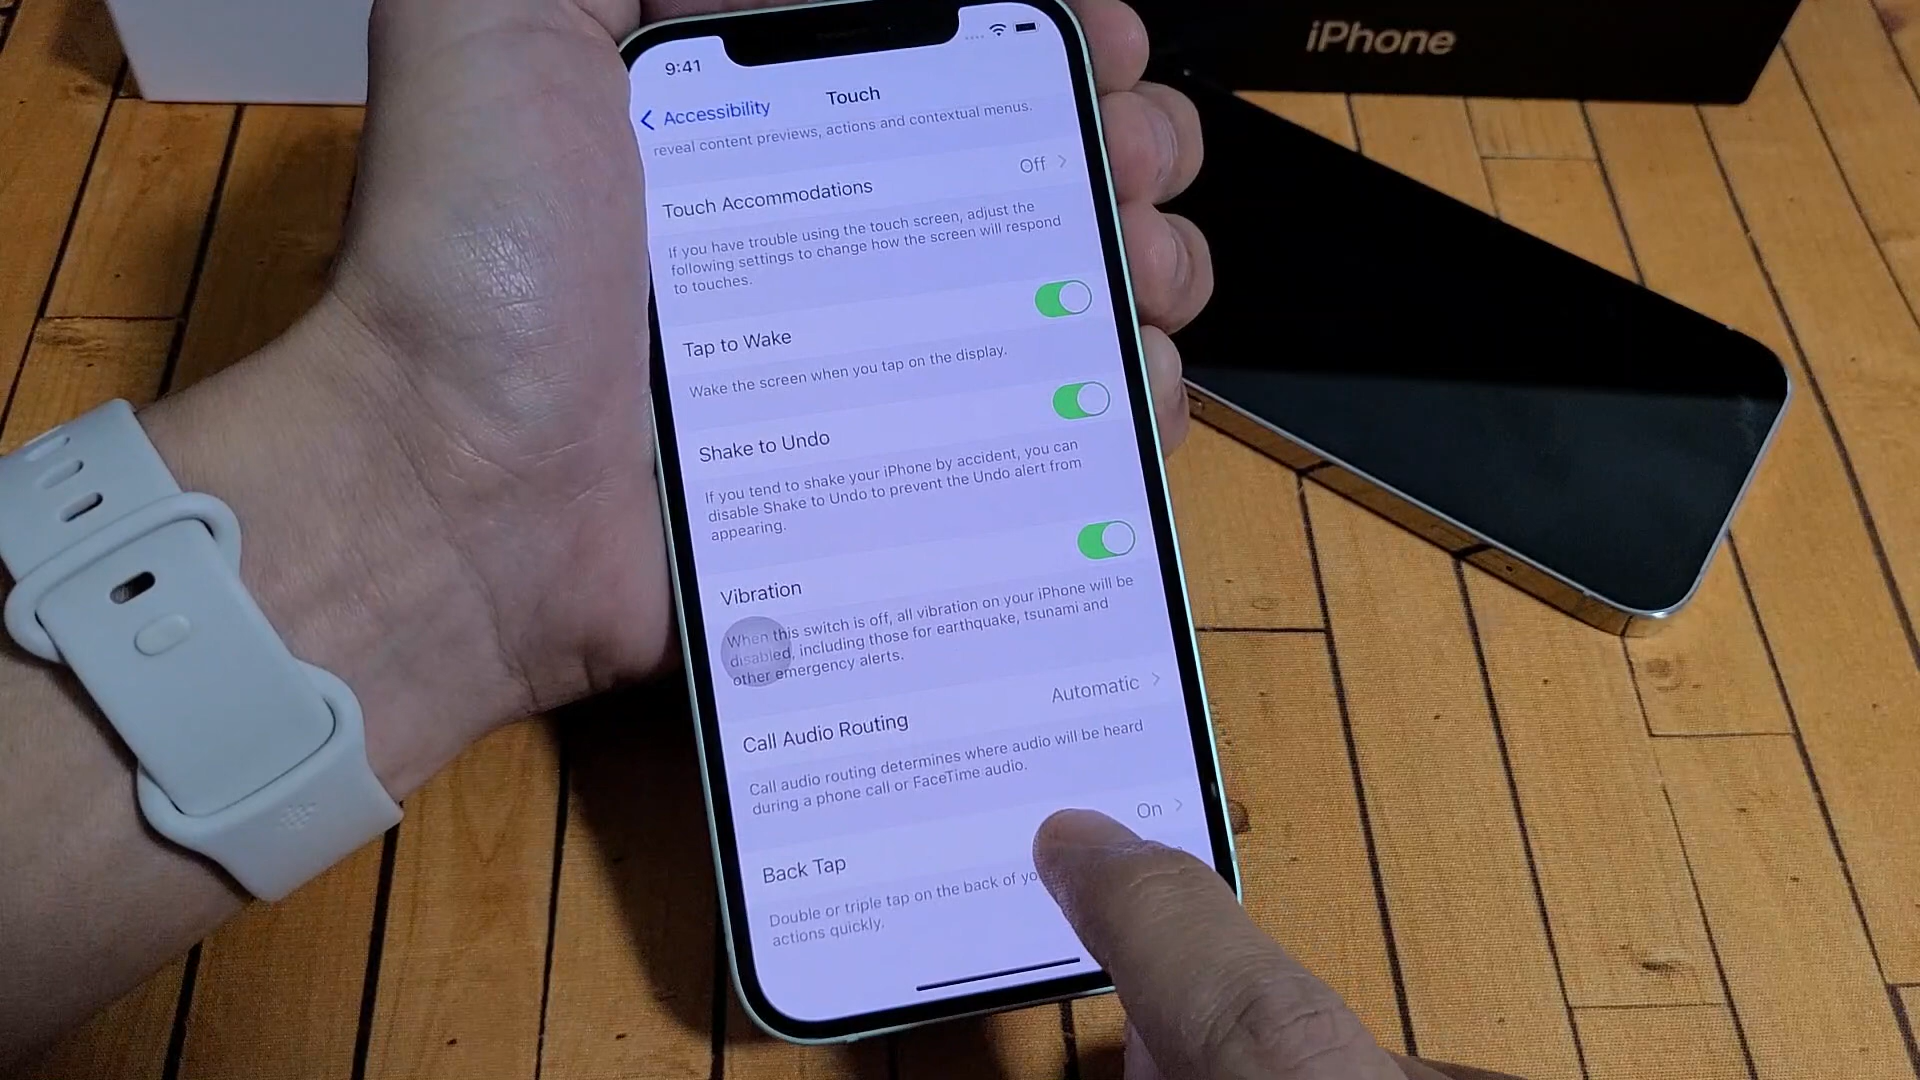 iPhone
9:41
Accessibility
Touch
reveal content previews, actions and contextual menus.
Touch Accommodations
Off
If you have trouble using the touch screen, adjust the
following settings to change how the screen will respond
to touches.
Tap to Wake
Wake the screen when you tap on the display.
Shake to Undo
If you tend to shake your iPhone by accident, you can
disable Shake to Undo to prevent the Undo alert from
appearing.
Vibration
When this switch is off, all vibration on your iPhone will be
disabled, including those for earthquake, tsunami and
other emergency alerts.
Call Audio Routing
Automatic
Call audio routing determines where audio will be heard
during a phone call or FaceTime audio.
Back Tap
On
Double or triple tap on the back of
actions quickly.